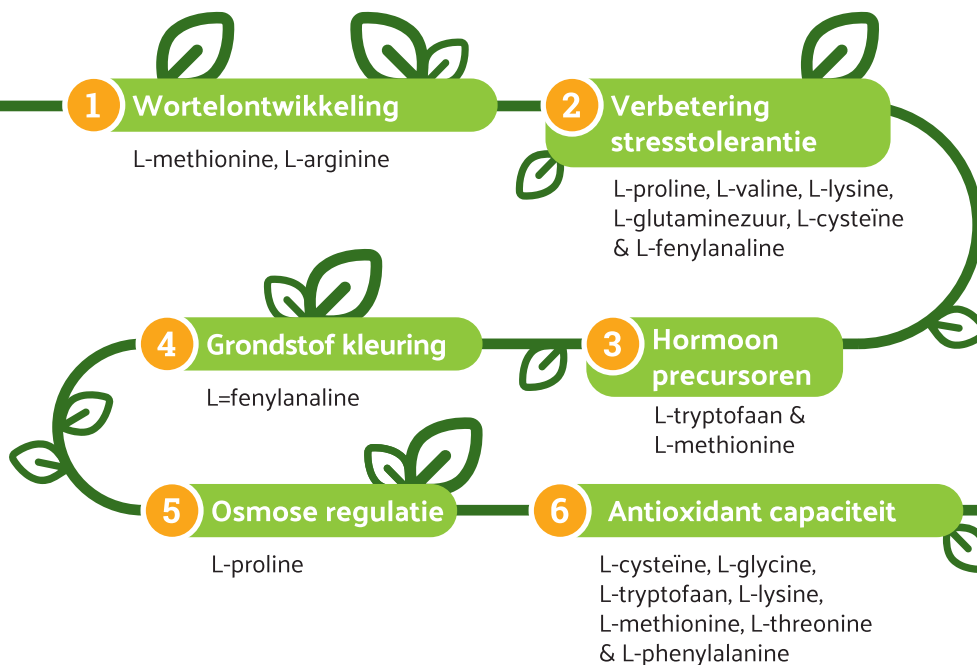 1 Wortelontwikkeling
L-methionine, L-arginine
2 Verbetering
stresstolerantie
L-proline, L-valine, L-lysine,
L-glutaminezuur, L-cysteïne
& L-fenylanaline
3 Hormoon
precursoren
L-tryptofaan &
L-methionine
4 Grondstof kleuring
L=fenylanaline
5 Osmose regulatie
L-proline
6 Antioxidant capaciteit
L-cysteïne, L-glycine,
L-tryptofaan, L-lysine,
L-methionine, L-threonine
& L-phenylalanine